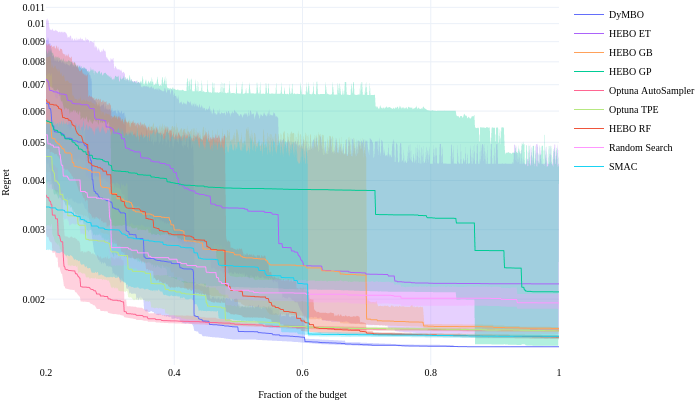 0.011
0.01
0.009
0.008
0.007
0.006
0.005
0.004
0.003
0.002
Regret
0.2
0.4
0.6
0.8
1
Fraction of the budget
DyMBO
HEBO ET
HEBO GB
HEBO GP
Optuna AutoSampler
Optuna TPE
HEBO RF
Random Search
SMAC